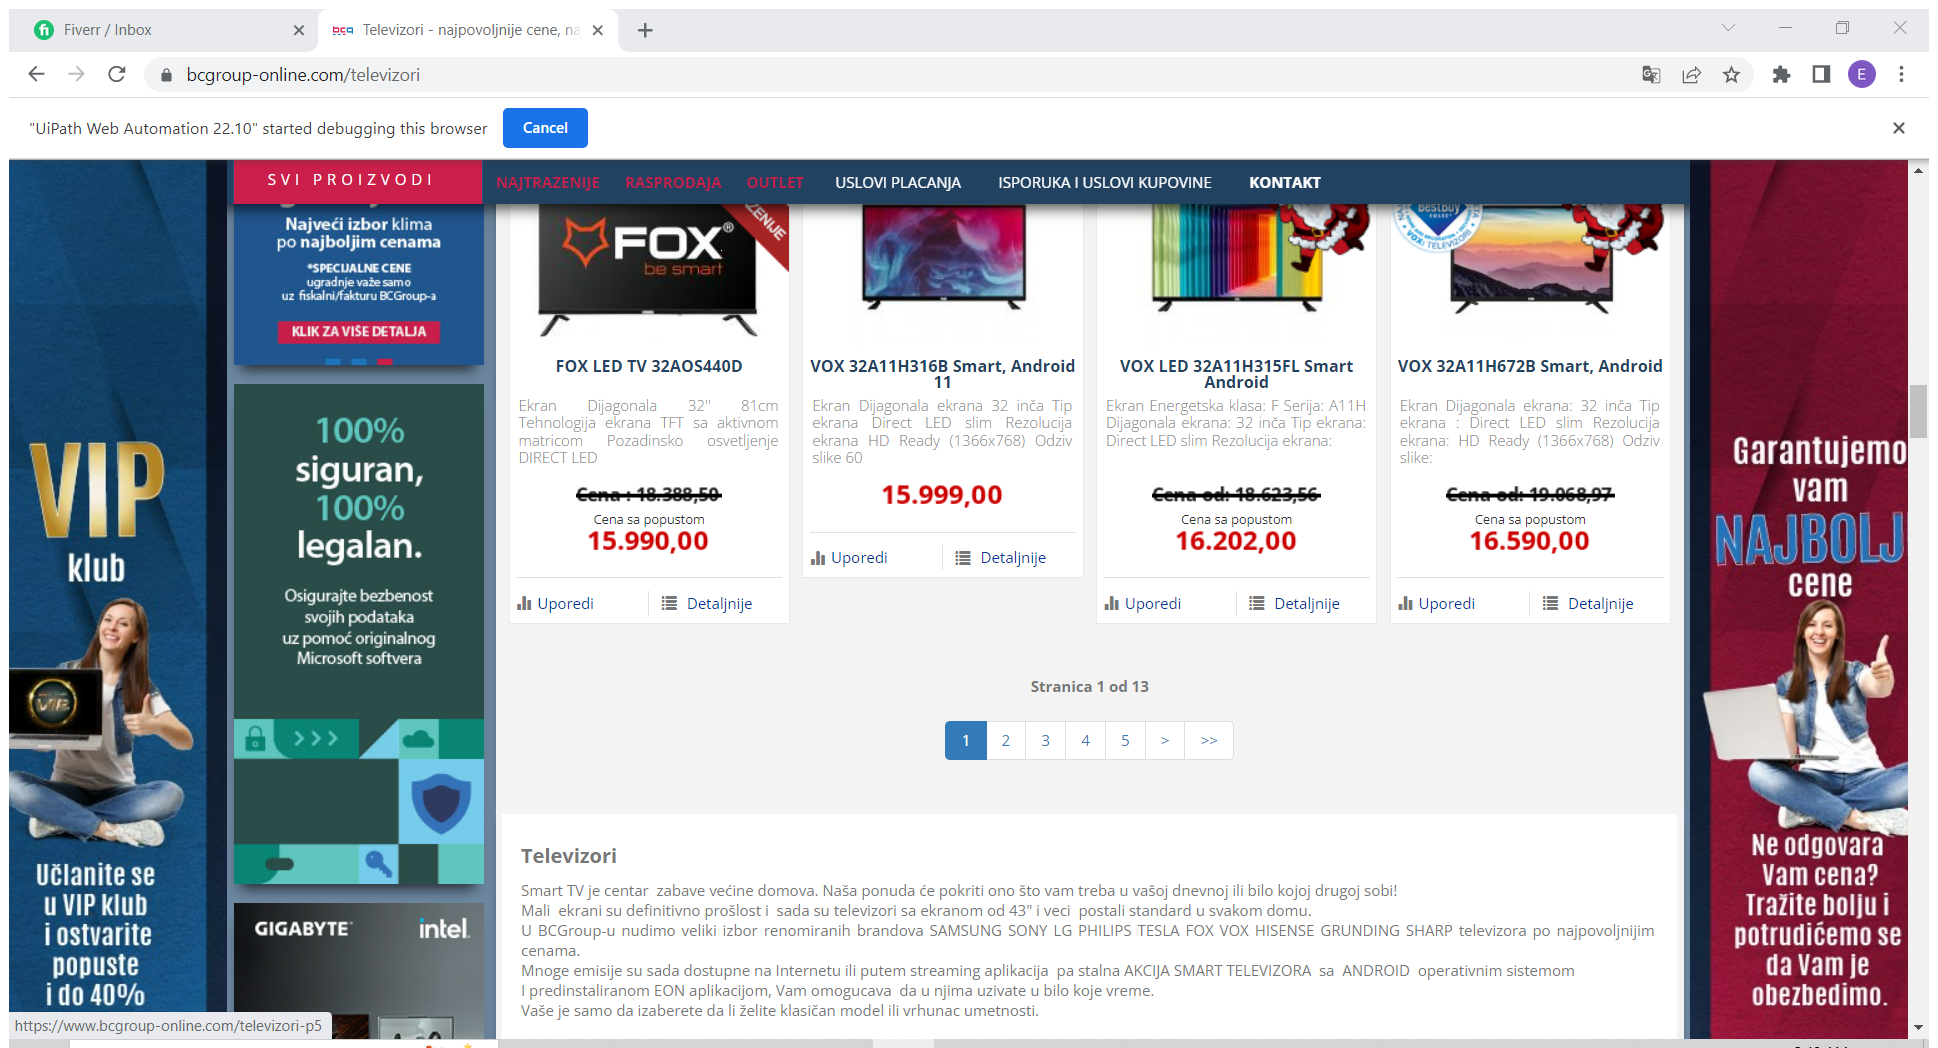 Fiverr / Inbox
Televizori - najpovoljnije cene, na
bcgroup-online.com/televizori
E
"UiPath Web Automation 22.10" started debugging this browser
Cancel
SVI PROIZVODI
NAJTRAZENIJE
RASPRODAJA
OUTLET
USLOVI PLACANJA
ISPORUKA I USLOVI KUPOVINE
KONTAKT
Najveći izbor klima
po najboljim cenama
*SPECIJALNE CENE
ugradnje važe samo
uz fiskalni/fakturu BCGroup-a
KLIK ZA VIŠE DETALJA
100%
siguran,
100%
legalan.
Osigurajte bezbenost
svojih podataka
uz pomoć originalnog
Microsoft softvera
GIGABYTE
intel.
VIP
klub
VIP
Učlanite se
u VIP klub
i ostvarite
popuste
i do 40%
FOX®
be smart
FOX LED TV 32AOS440D
Ekran Dijagonala 32" 81cm
Tehnologija ekrana TFT sa aktivnom
matricom Pozadinsko osvetljenje
DIRECT LED
Cena : 18.388,50
Cena sa popustom
15.990,00
Uporedi
Detaljnije
VOX 32A11H316B Smart, Android
11
Ekran Dijagonala ekrana 32 inča Tip
ekrana Direct LED slim Rezolucija
ekrana HD Ready (1366x768) Odziv
slike 60
15.999,00
Uporedi
Detaljnije
VOX LED 32A11H315FL Smart
Android
Ekran Energetska klasa: F Serija: A11H
Dijagonala ekrana: 32 inča Tip ekrana:
Direct LED slim Rezolucija ekrana:
Cena od: 18.623,56
Cena sa popustom
16.202,00
Uporedi
Detaljnije
BestBuy
AWARD
VOX TELEVIZORI
VOX 32A11H672B Smart, Android
Ekran Dijagonala ekrana: 32 inča Tip
ekrana : Direct LED slim Rezolucija
ekrana: HD Ready (1366x768) Odziv
slike:
Cena od: 19.068,97
Cena sa popustom
16.590,00
Uporedi
Detaljnije
Stranica 1 od 13
1 2 3 4 5 > >>
Televizori
Smart TV je centar zabave većine domova. Naša ponuda će pokriti ono što vam treba u vašoj dnevnoj ili bilo kojoj drugoj sobi!
Mali ekrani su definitivno prošlost i sada su televizori sa ekranom od 43" i veci postali standard u svakom domu.
U BCGroup-u nudimo veliki izbor renomiranih brandova SAMSUNG SONY LG PHILIPS TESLA FOX VOX HISENSE GRUNDING SHARP televizora po najpovoljnijim
cenama.
Mnoge emisije su sada dostupne na Internetu ili putem streaming aplikacija pa stalna AKCIJA SMART TELEVIZORA sa ANDROID operativnim sistemom
I predinstaliranom EON aplikacijom, Vam omogucava da u njima uzivate u bilo koje vreme.
Vaše je samo da izaberete da li želite klasičan model ili vrhunac umetnosti.
Garantujemo
vam
NAJBOLJ
cene
Ne odgovara
Vam cena?
Tražite bolju i
potrudićemo se
da Vam je
obezbedimo.
https://www.bcgroup-online.com/televizori-p5